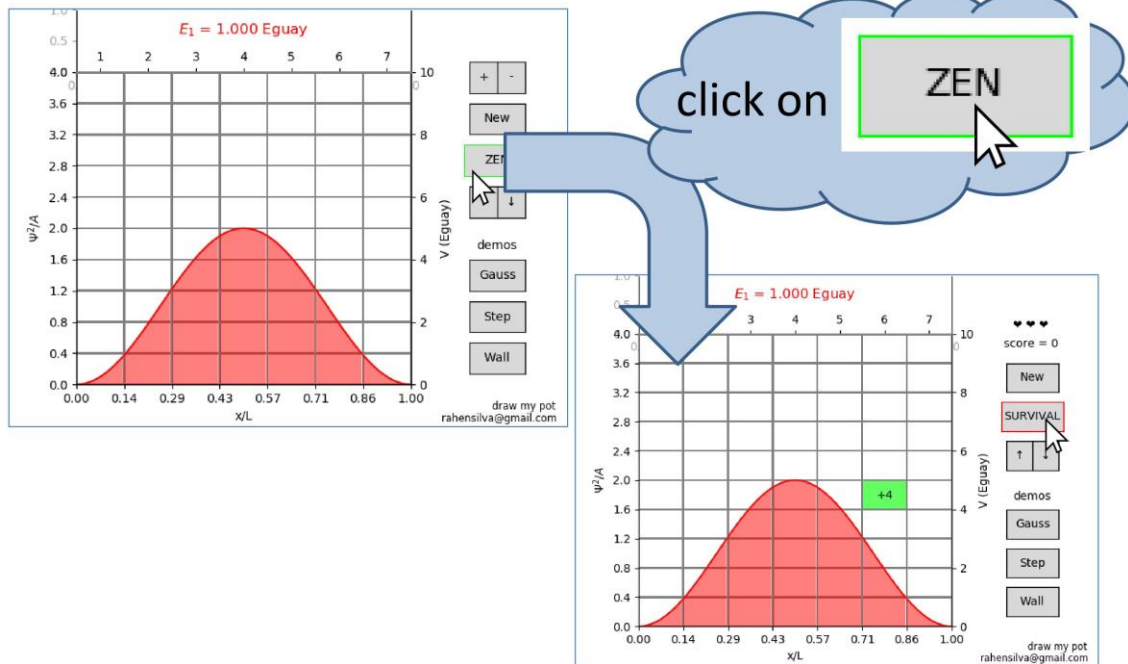 1.0
0.5
E₁ = 1.000 Eguay
1 2 3 4 5 6 7
4.0
3.6
3.2
2.8
2.4
2.0
1.6
1.2
0.8
0.4
0.0
Ψ²/A
0.00 0.14 0.29 0.43 0.57 0.71 0.86 1.00
x/L
10
8
6
4
2
0
V (Eguay)
+ -
New
ZEN
↓
demos
Gauss
Step
Wall
draw my pot
rahensilva@gmail.com
click on
ZEN
1.0
0.5
E₁ = 1.000 Eguay
3 4 5 6 7
4.0
3.6
3.2
2.8
2.4
2.0
1.6
1.2
0.8
0.4
0.0
Ψ²/A
+4
0.00 0.14 0.29 0.43 0.57 0.71 0.86 1.00
x/L
10
8
6
4
2
0
V (Eguay)
♥♥♥
score = 0
New
SURVIVAL
↑ ↓
demos
Gauss
Step
Wall
draw my pot
rahensilva@gmail.com